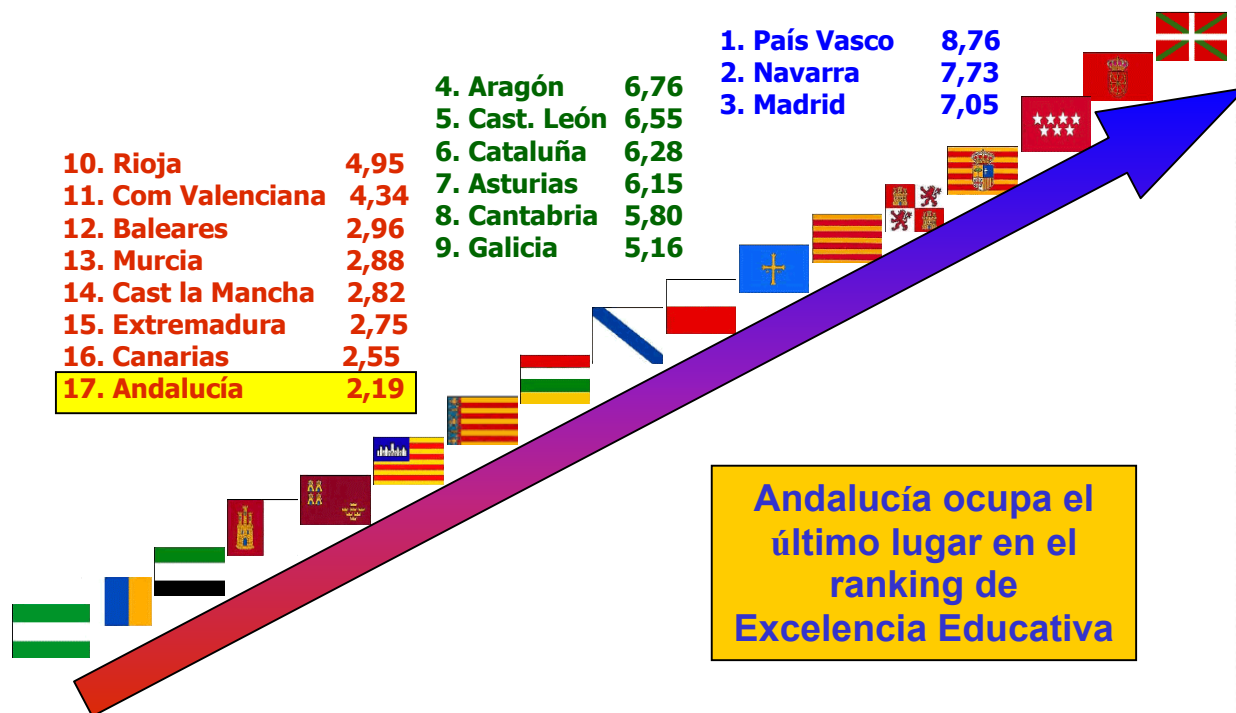 1. País Vasco 8,76
2. Navarra 7,73
3. Madrid 7,05
4. Aragón 6,76
5. Cast. León 6,55
6. Cataluña 6,28
7. Asturias 6,15
8. Cantabria 5,80
9. Galicia 5,16
10. Rioja 4,95
11. Com Valenciana 4,34
12. Baleares 2,96
13. Murcia 2,88
14. Cast la Mancha 2,82
15. Extremadura 2,75
16. Canarias 2,55
17. Andalucía 2,19
Andalucía ocupa el
último lugar en el
ranking de
Excelencia Educativa